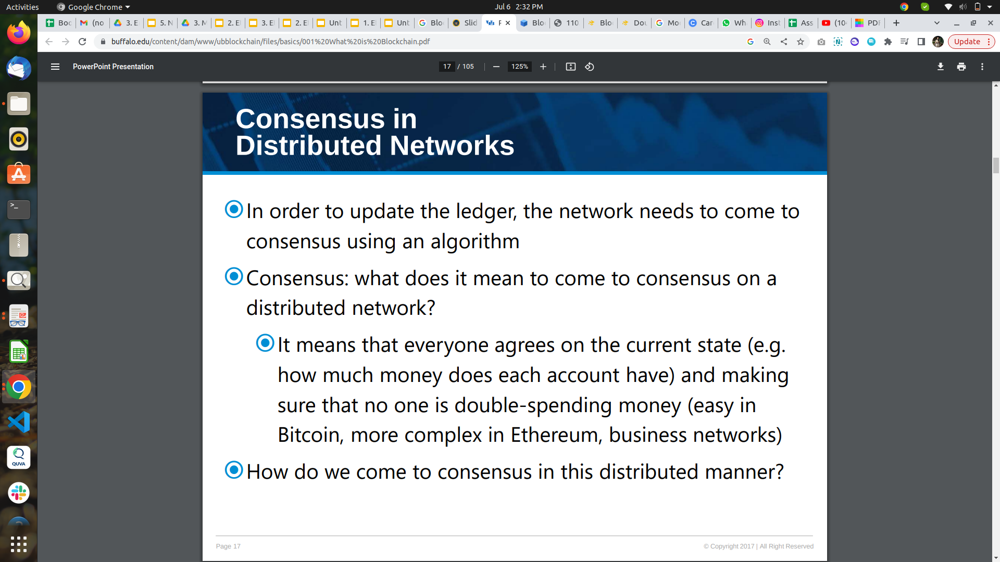 Activities
Google Chrome
Jul 6 2:32 PM
Boc
(no
3. E
5. N
3. M
2. El
3. El
2. El
Unt
1. El
Unt
Blo
Slid
Blo
110
Blo
Dou
Mo
Car
Wh
Inst
Ass
(10
PDF
buffalo.edu/content/dam/www/ubblockchain/files/basics/001%20What%20is%20Blockchain.pdf
Update
PowerPoint Presentation
17 / 105
125%
Consensus in
Distributed Networks
In order to update the ledger, the network needs to come to
consensus using an algorithm
Consensus: what does it mean to come to consensus on a
distributed network?
It means that everyone agrees on the current state (e.g.
how much money does each account have) and making
sure that no one is double-spending money (easy in
Bitcoin, more complex in Ethereum, business networks)
How do we come to consensus in this distributed manner?
Page 17
© Copyright 2017 | All Right Reserved
QUVA